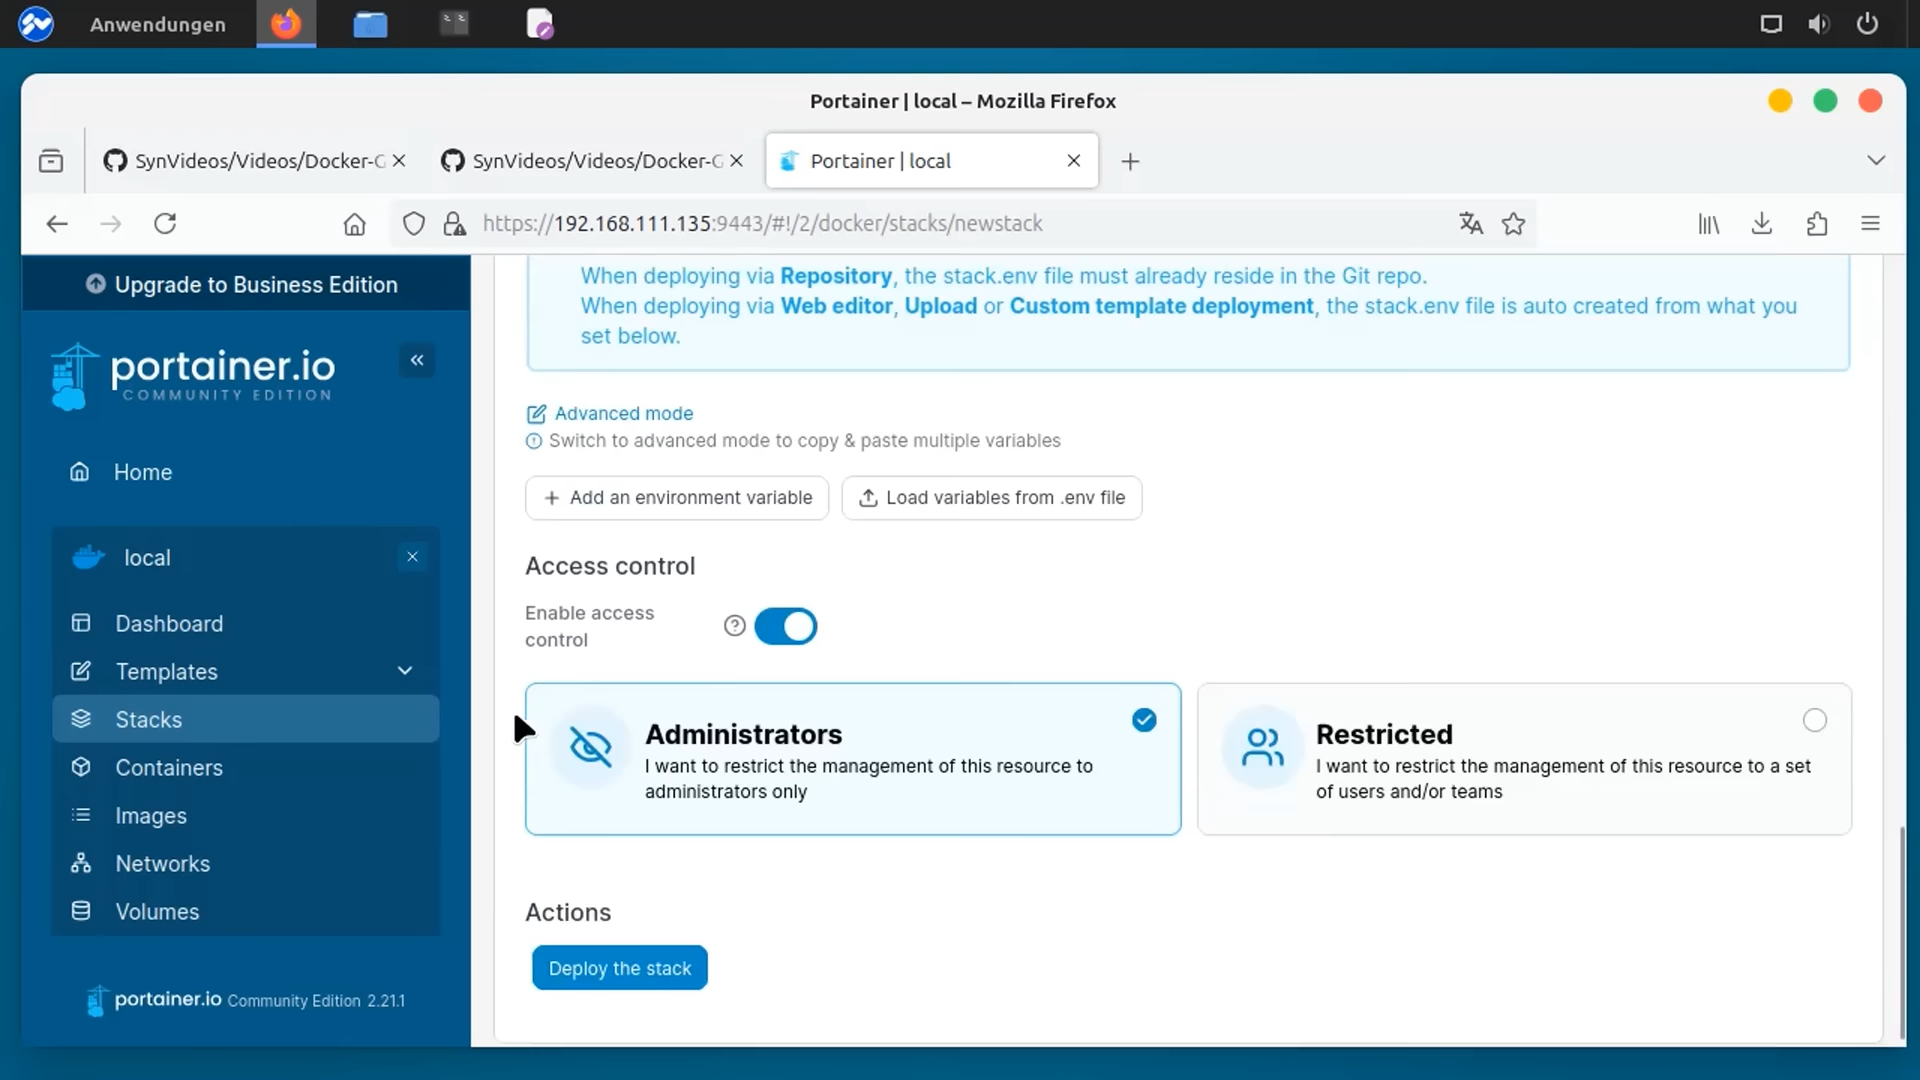 Anwendungen
Portainer | local – Mozilla Firefox
SynVideos/Videos/Docker-G
SynVideos/Videos/Docker-G
Portainer | local
https://192.168.111.135:9443/#!/2/docker/stacks/newstack
Upgrade to Business Edition
portainer.io
COMMUNITY EDITION
Home
local
Dashboard
Templates
Stacks
Containers
Images
Networks
Volumes
portainer.io Community Edition 2.21.1
When deploying via Repository, the stack.env file must already reside in the Git repo.
When deploying via Web editor, Upload or Custom template deployment, the stack.env file is auto created from what you
set below.
Advanced mode
Switch to advanced mode to copy & paste multiple variables
Add an environment variable
Load variables from .env file
Access control
Enable access
control
Administrators
I want to restrict the management of this resource to
administrators only
Restricted
I want to restrict the management of this resource to a set
of users and/or teams
Actions
Deploy the stack